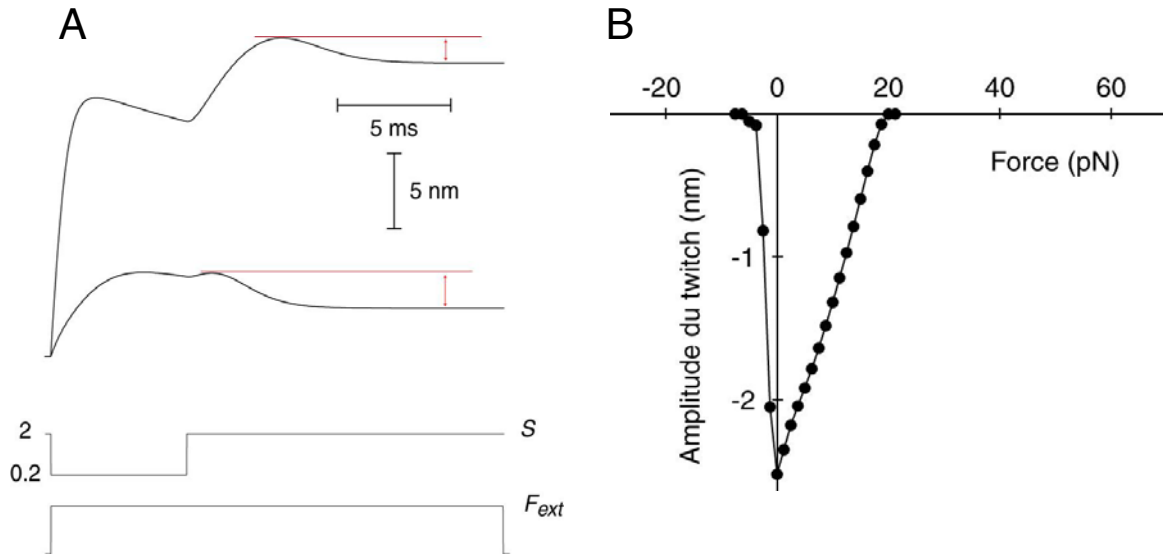 A
5 ms
5 nm
2
0.2
S
F_ext
B
-20 0 20 40 60
Force (pN)
Amplitude du twitch (nm)
-1
-2